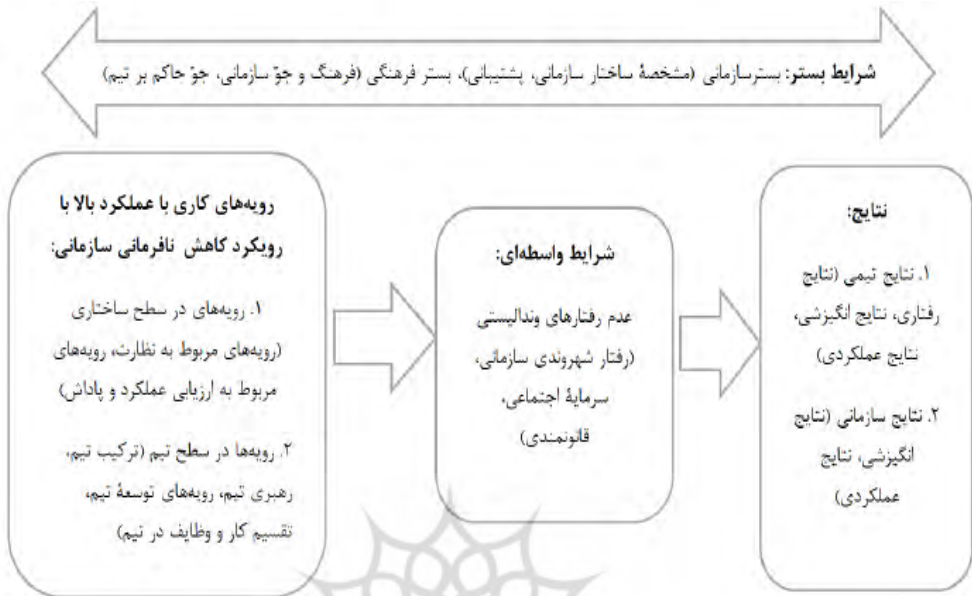 شرایط بستر: بسترسازمانی (مشخصهٔ ساختار سازمانی، پشتیبانی)، بستر فرهنگی (فرهنگ و جوّ سازمانی، جوّ حاکم بر تیم)
رویه‌های کاری با عملکرد بالا با
رویکرد کاهش نافرمانی سازمانی:
۱. رویه‌های در سطح ساختاری
(رویه‌های مربوط به نظارت، رویه‌های
مربوط به ارزیابی عملکرد و پاداش)
۲. رویه‌ها در سطح تیم (ترکیب تیم،
رهبری تیم، رویه‌های توسعهٔ تیم،
تقسیم کار و وظایف در تیم)
شرایط واسطه‌ای:
عدم رفتارهای وندالیستی
(رفتار شهروندی سازمانی،
سرمایهٔ اجتماعی،
قانونمندی)
نتایج:
۱. نتایج تیمی (نتایج
رفتاری، نتایج انگیزشی،
نتایج عملکردی)
۲. نتایج سازمانی (نتایج
انگیزشی، نتایج
عملکردی)